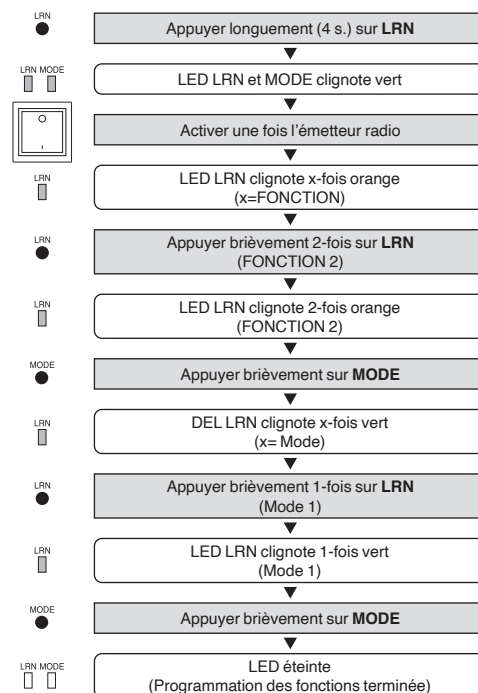 LRN
Appuyer longuement (4 s.) sur LRN
LRN MODE
LED LRN et MODE clignote vert
Activer une fois l'émetteur radio
LRN
LED LRN clignote x-fois orange
(x=FONCTION)
LRN
Appuyer brièvement 2-fois sur LRN
(FONCTION 2)
LRN
LED LRN clignote 2-fois orange
(FONCTION 2)
MODE
Appuyer brièvement sur MODE
LRN
DEL LRN clignote x-fois vert
(x= Mode)
LRN
Appuyer brièvement 1-fois sur LRN
(Mode 1)
LRN
LED LRN clignote 1-fois vert
(Mode 1)
MODE
Appuyer brièvement sur MODE
LRN MODE
LED éteinte
(Programmation des fonctions terminée)